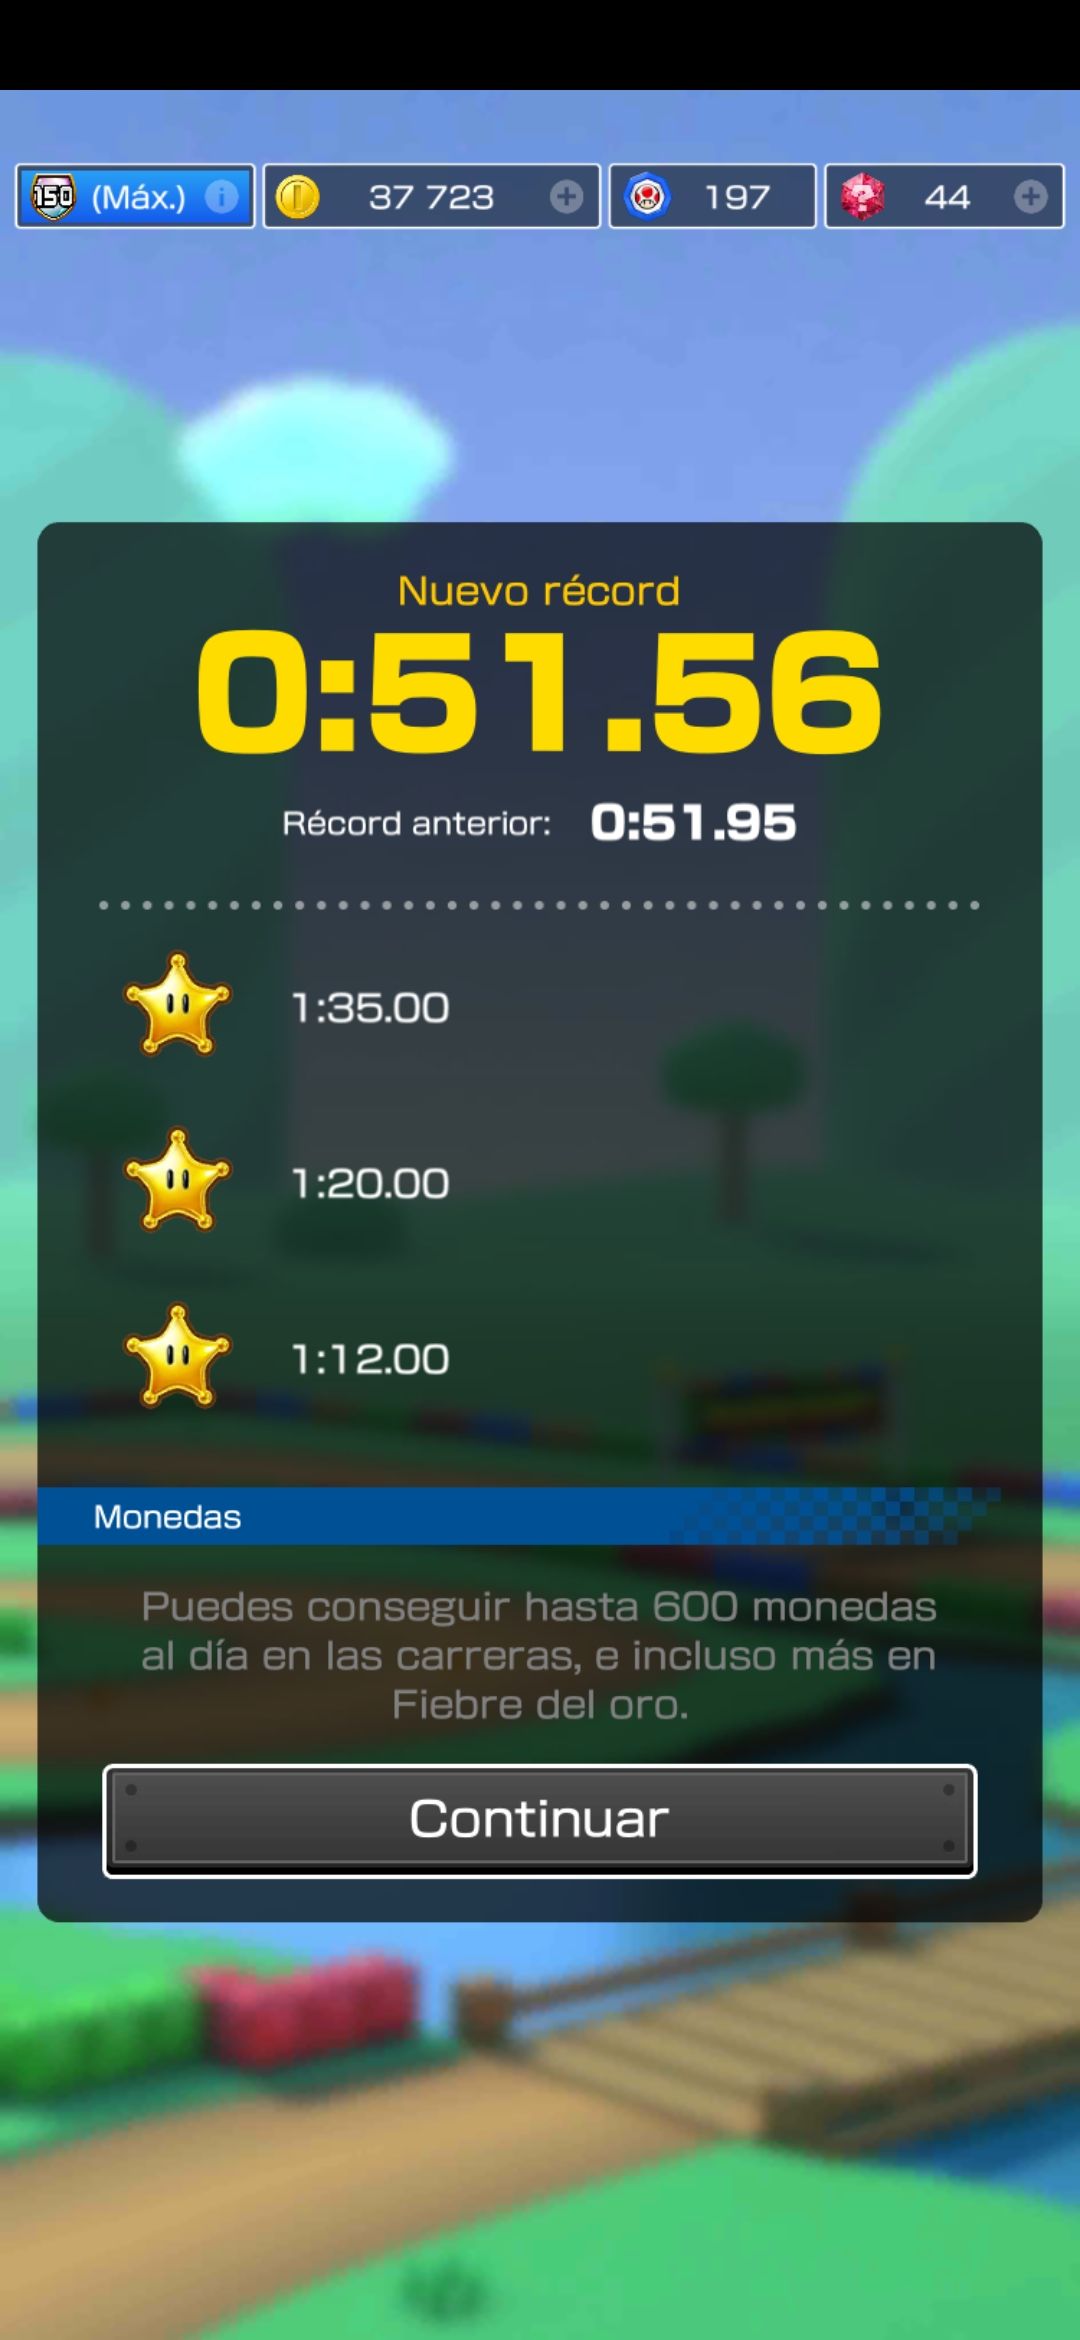 150 (Máx.) i 37 723 + 197 ? 44 +
Nuevo récord
0:51.56
Récord anterior: 0:51.95
1:35.00
1:20.00
1:12.00
Monedas
Puedes conseguir hasta 600 monedas
al día en las carreras, e incluso más en
Fiebre del oro.
Continuar